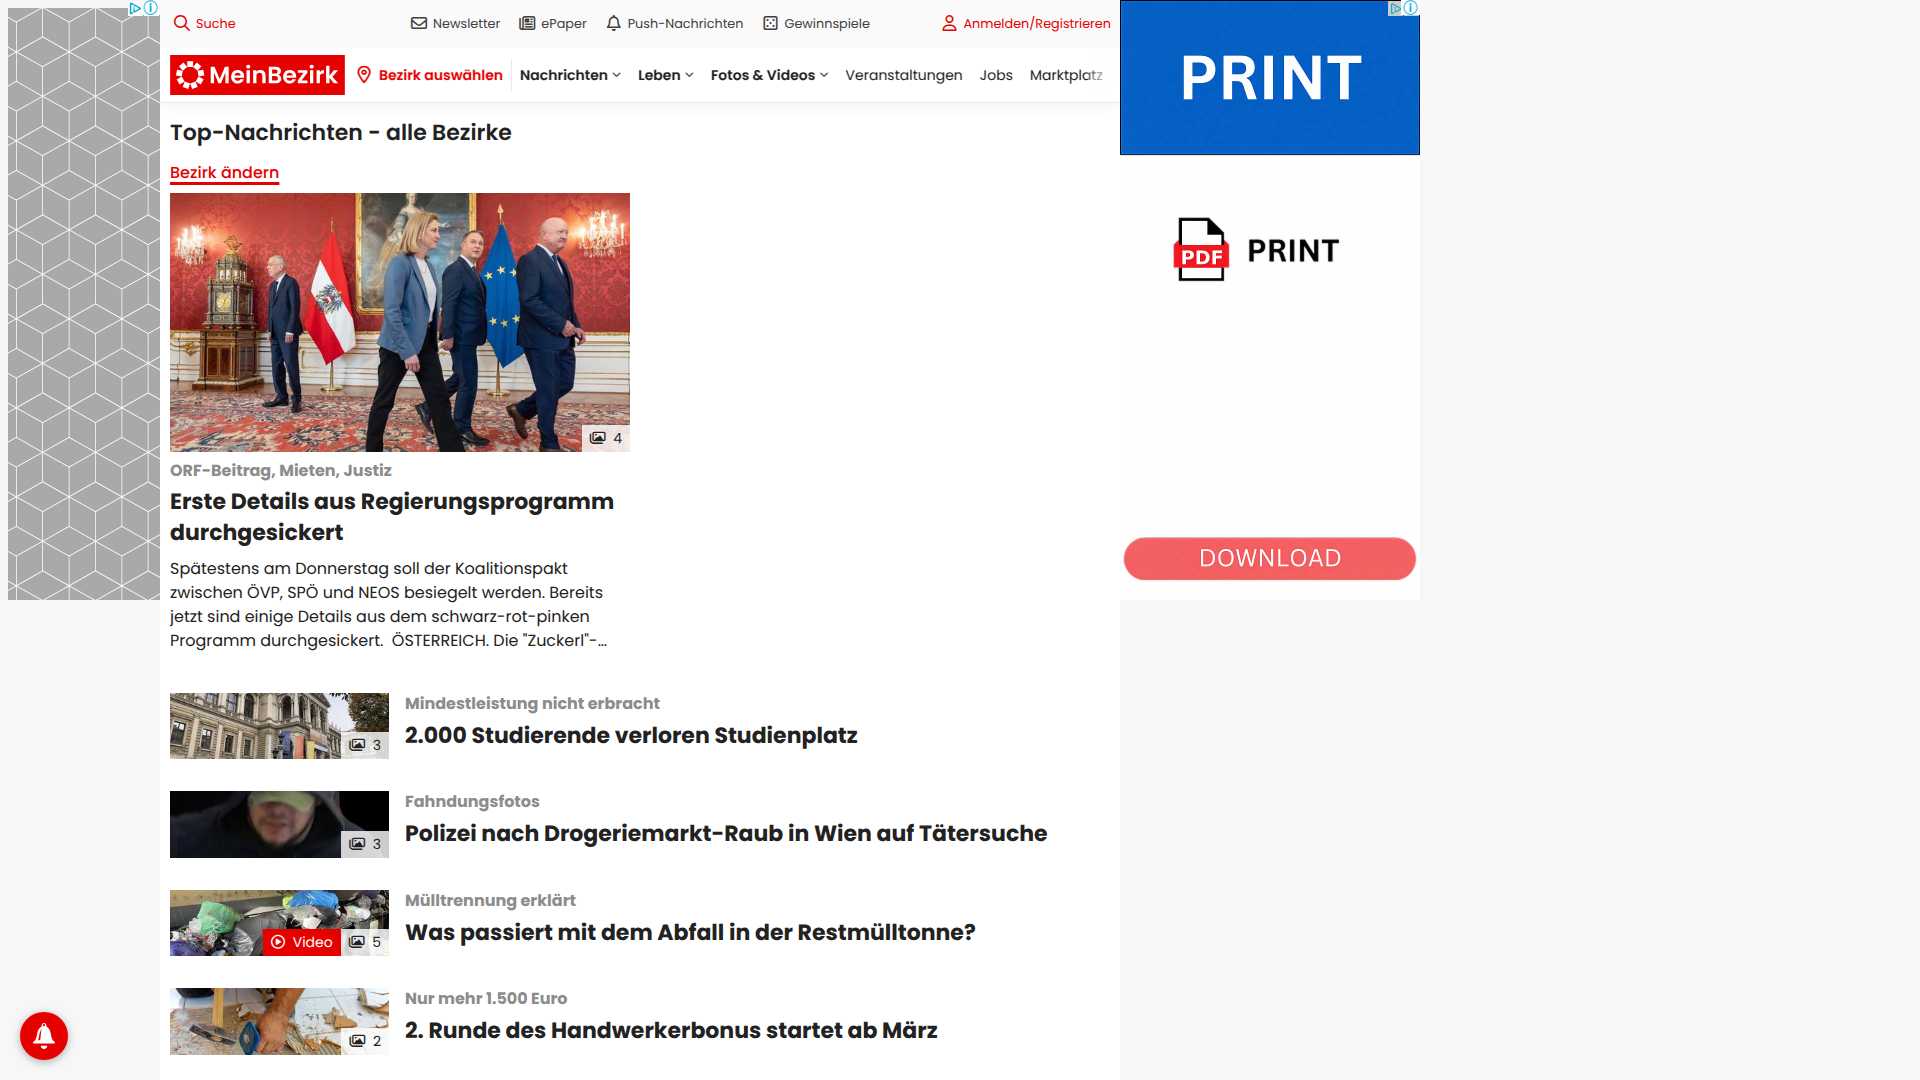 Suche
Newsletter
ePaper
Push-Nachrichten
Gewinnspiele
Anmelden/Registrieren
MeinBezirk
Bezirk auswählen
Nachrichten
Leben
Fotos & Videos
Veranstaltungen
Jobs
Marktplatz
PRINT
Top-Nachrichten - alle Bezirke
Bezirk ändern
PDF
PRINT
4
ORF-Beitrag, Mieten, Justiz
Erste Details aus Regierungsprogramm
durchgesickert
DOWNLOAD
Spätestens am Donnerstag soll der Koalitionspakt
zwischen ÖVP, SPÖ und NEOS besiegelt werden. Bereits
jetzt sind einige Details aus dem schwarz-rot-pinken
Programm durchgesickert.  ÖSTERREICH. Die "Zuckerl"-...
3
Mindestleistung nicht erbracht
2.000 Studierende verloren Studienplatz
3
Fahndungsfotos
Polizei nach Drogeriemarkt-Raub in Wien auf Tätersuche
Video
5
Mülltrennung erklärt
Was passiert mit dem Abfall in der Restmülltonne?
2
Nur mehr 1.500 Euro
2. Runde des Handwerkerbonus startet ab März